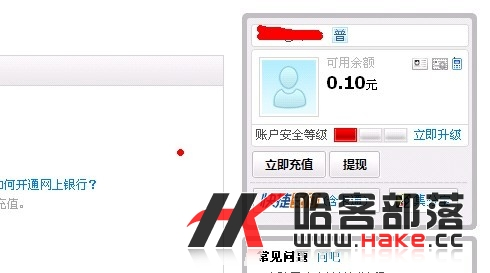 普
可用余额
0.10元
账户安全等级 立即升级
立即充值 提现
何开通网上银行？
充值。
哈客部落
www.Hake.cc
常见问题